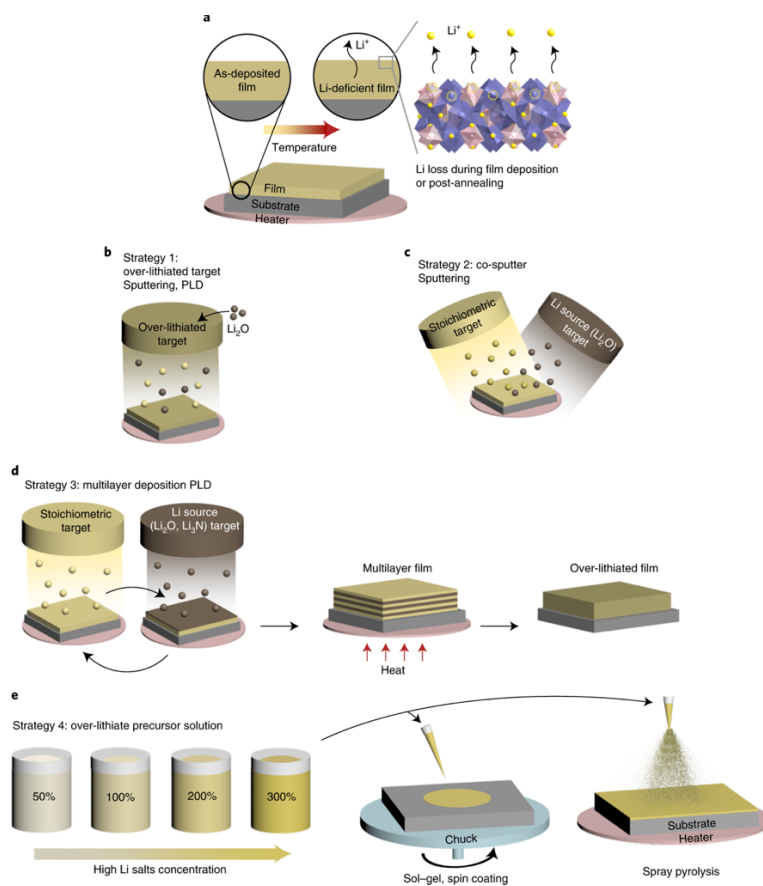 a
Li⁺
Li⁺
As-deposited
film
Li-deficient film
Temperature
Li loss during film deposition
or post-annealing
Film
Substrate
Heater
b
Strategy 1:
over-lithiated target
Sputtering, PLD
Over-lithiated
target
Li₂O
c
Strategy 2: co-sputter
Sputtering
Stoichiometric
target
Li source (Li₂O)
target
d
Strategy 3: multilayer deposition PLD
Stoichiometric
target
Li source
(Li₂O, Li₃N) target
Multilayer film
Over-lithiated film
Heat
e
Strategy 4: over-lithiate precursor solution
50%
100%
200%
300%
High Li salts concentration
Chuck
Sol–gel, spin coating
Substrate
Heater
Spray pyrolysis